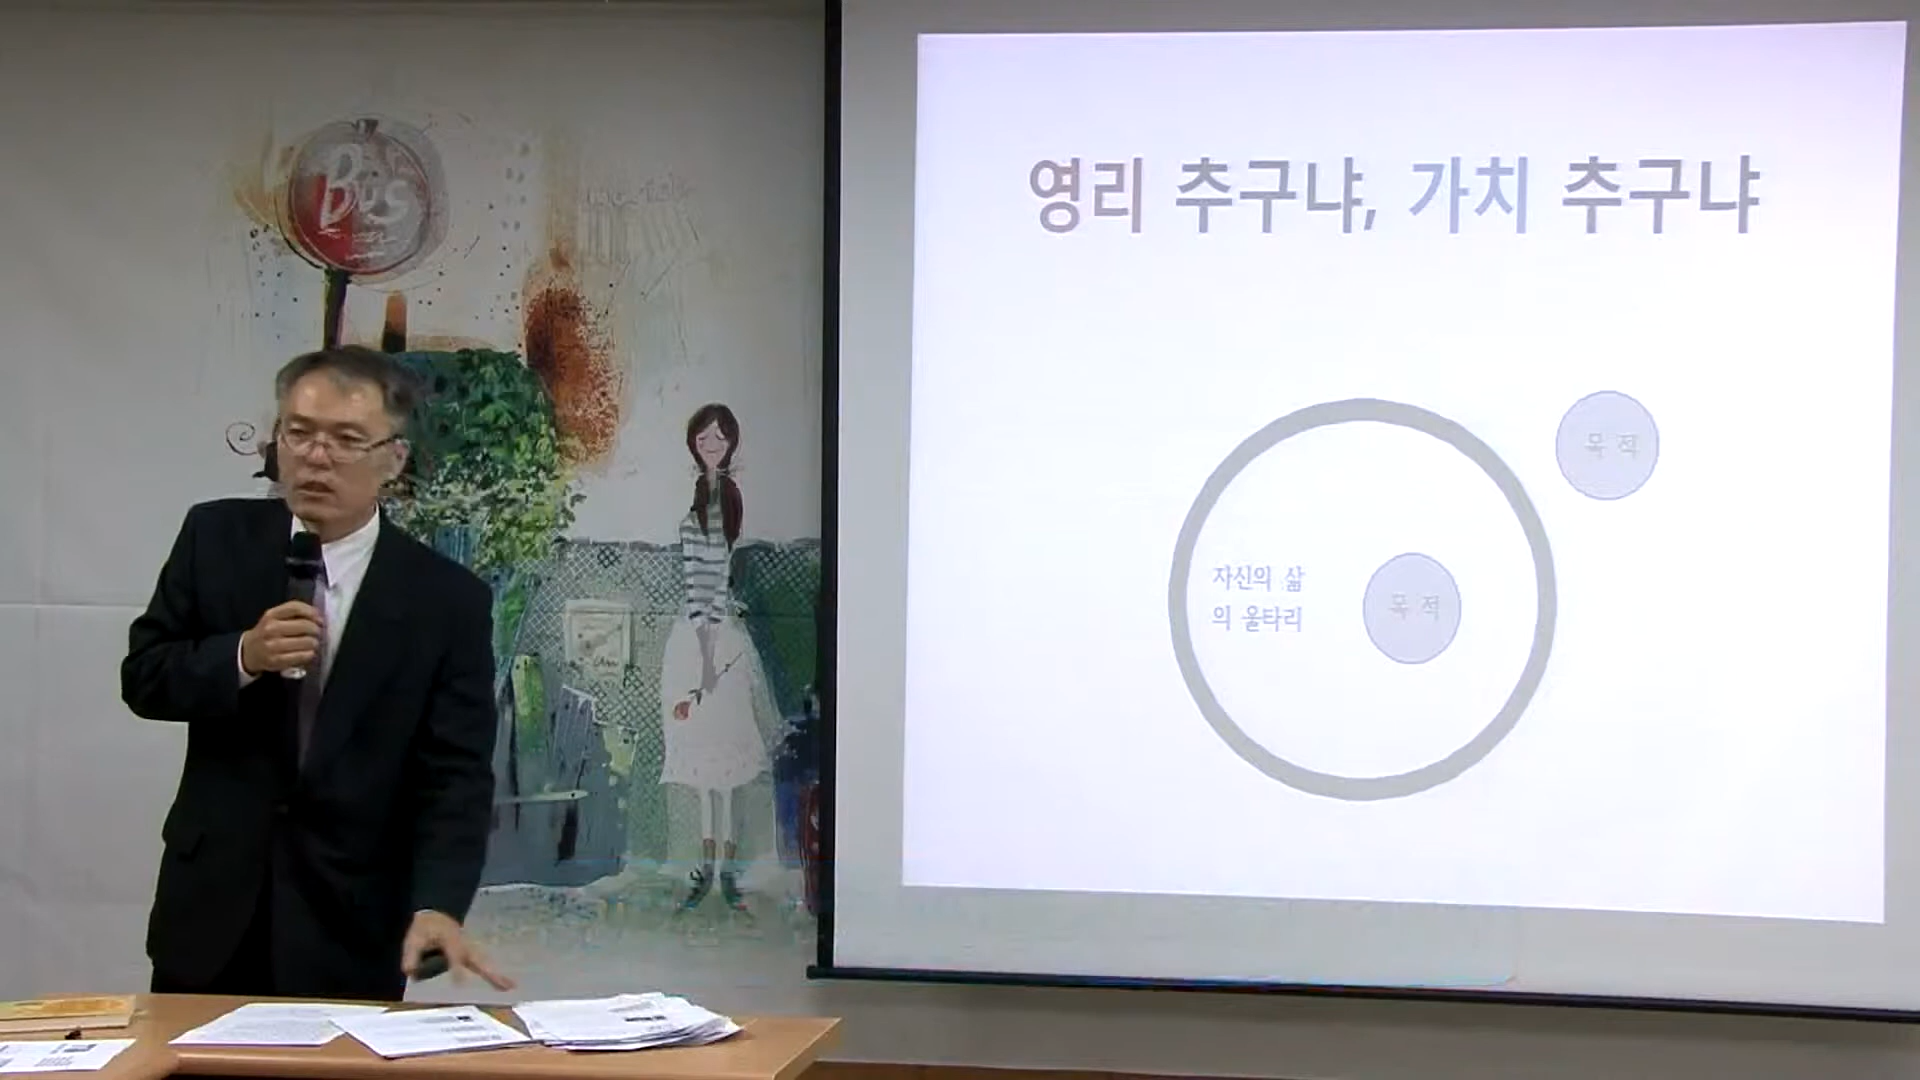 Bus
영리 추구냐, 가치 추구냐
목 적
자신의 삶
의 울타리
목 적